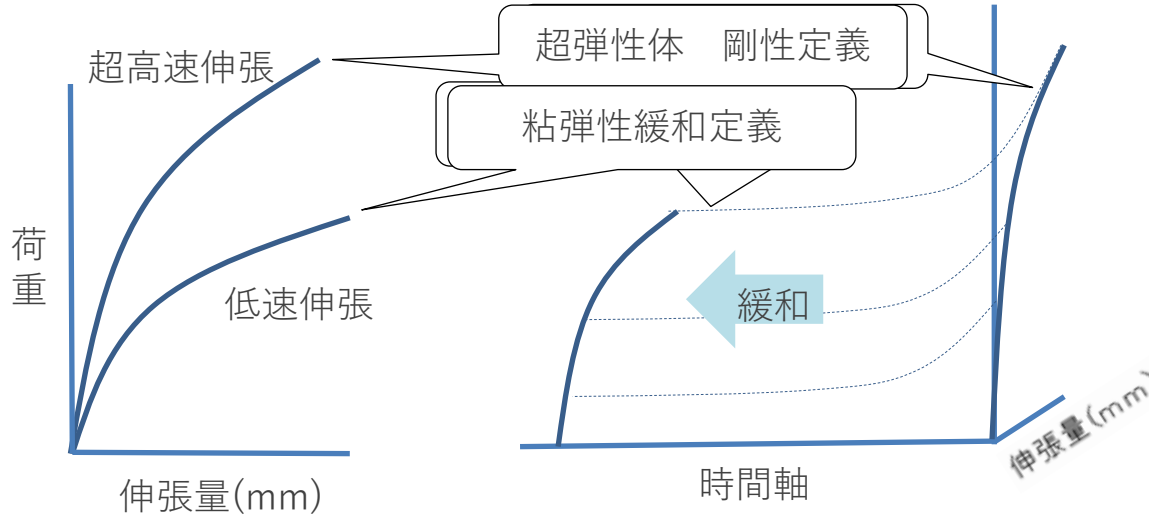 超弾性体　剛性定義
超高速伸張
粘弾性緩和定義
荷
重
低速伸張
緩和
伸張量(mm)
時間軸
伸張量(mm)